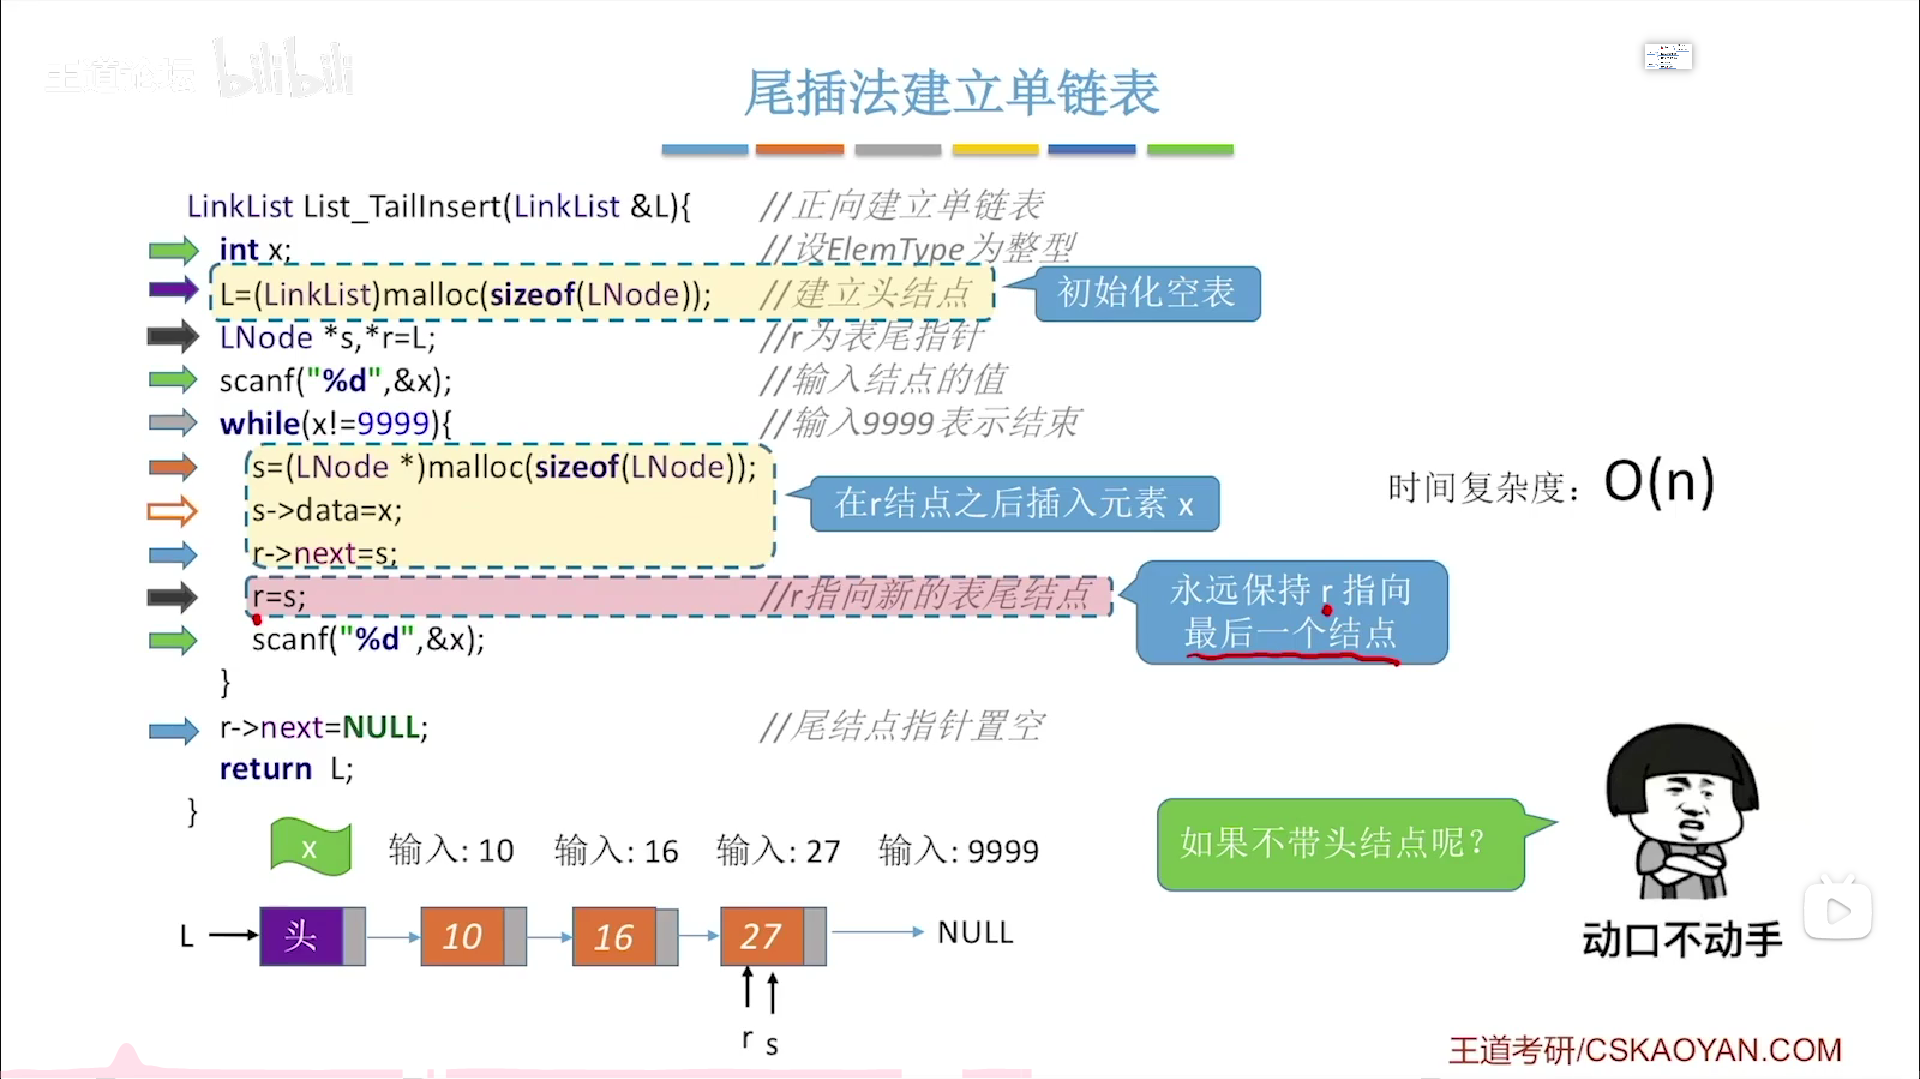 王道论坛 bilibili
尾插法建立单链表
LinkList List_TailInsert(LinkList &L){ //正向建立单链表
int x; //设ElemType为整型
L=(LinkList)malloc(sizeof(LNode)); //建立头结点
初始化空表
LNode *s,*r=L; //r为表尾指针
scanf("%d",&x); //输入结点的值
while(x!=9999){ //输入9999表示结束
s=(LNode *)malloc(sizeof(LNode));
s->data=x;
r->next=s;
在r结点之后插入元素 x
时间复杂度：O(n)
r=s; //r指向新的表尾结点
永远保持 r 指向
最后一个结点
scanf("%d",&x);
}
r->next=NULL; //尾结点指针置空
return L;
}
x 输入: 10 输入: 16 输入: 27 输入: 9999
如果不带头结点呢？
L 头 10 16 27 NULL
r s
动口不动手
王道考研/CSKAOYAN.COM